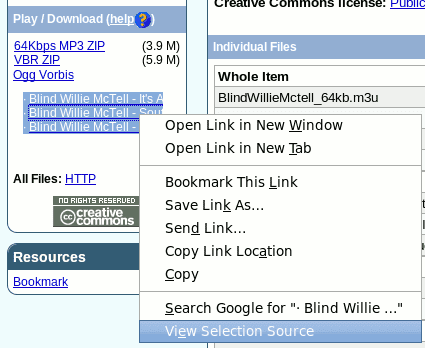 Creative Commons license: Public
Play / Download (help ?)
64Kbps MP3 ZIP (3.9 M)
VBR ZIP (5.9 M)
Ogg Vorbis
· Blind Willie McTell - It's A
· Blind Willie McTell - Sou
· Blind Willie McTell -
All Files: HTTP
NO RIGHTS RESERVED
creative
commons
Resources
Bookmark
Individual Files
Whole Item
BlindWillieMctell_64kb.m3u
Open Link in New Window
Open Link in New Tab
Bookmark This Link
Save Link As...
Send Link...
Copy Link Location
Copy
Search Google for "· Blind Willie ..."
View Selection Source